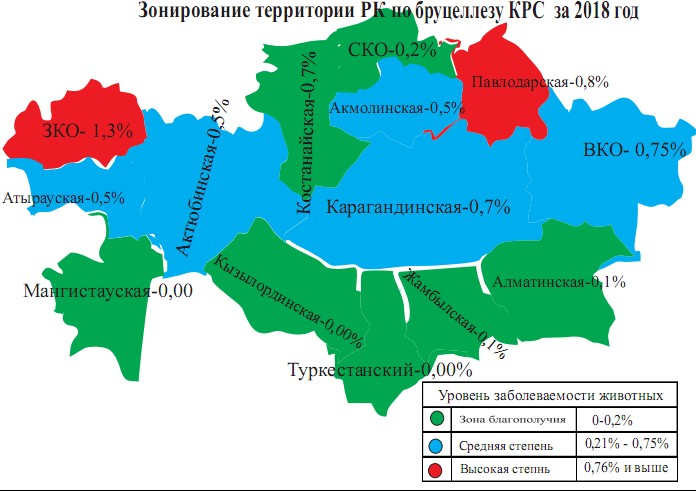 Зонирование территории РК по бруцеллезу КРС за 2018 год
СКО-0,2%
Павлодарская-0,8%
Костанайская-0,7%
Акмолинская-0,5%
ЗКО- 1,3%
Актюбинская-0,5%
ВКО- 0,75%
Атырауская-0,5%
Карагандинская-0,7%
Мангистауская-0,00
Кызылординская-0,00%
Жамбылская-0,1%
Алматинская-0,1%
Туркестанский-0,00%
Уровень заболеваемости животных
Зона благополучия 0-0,2%
Средняя степень 0,21% - 0,75%
Высокая степнь 0,76% и выше